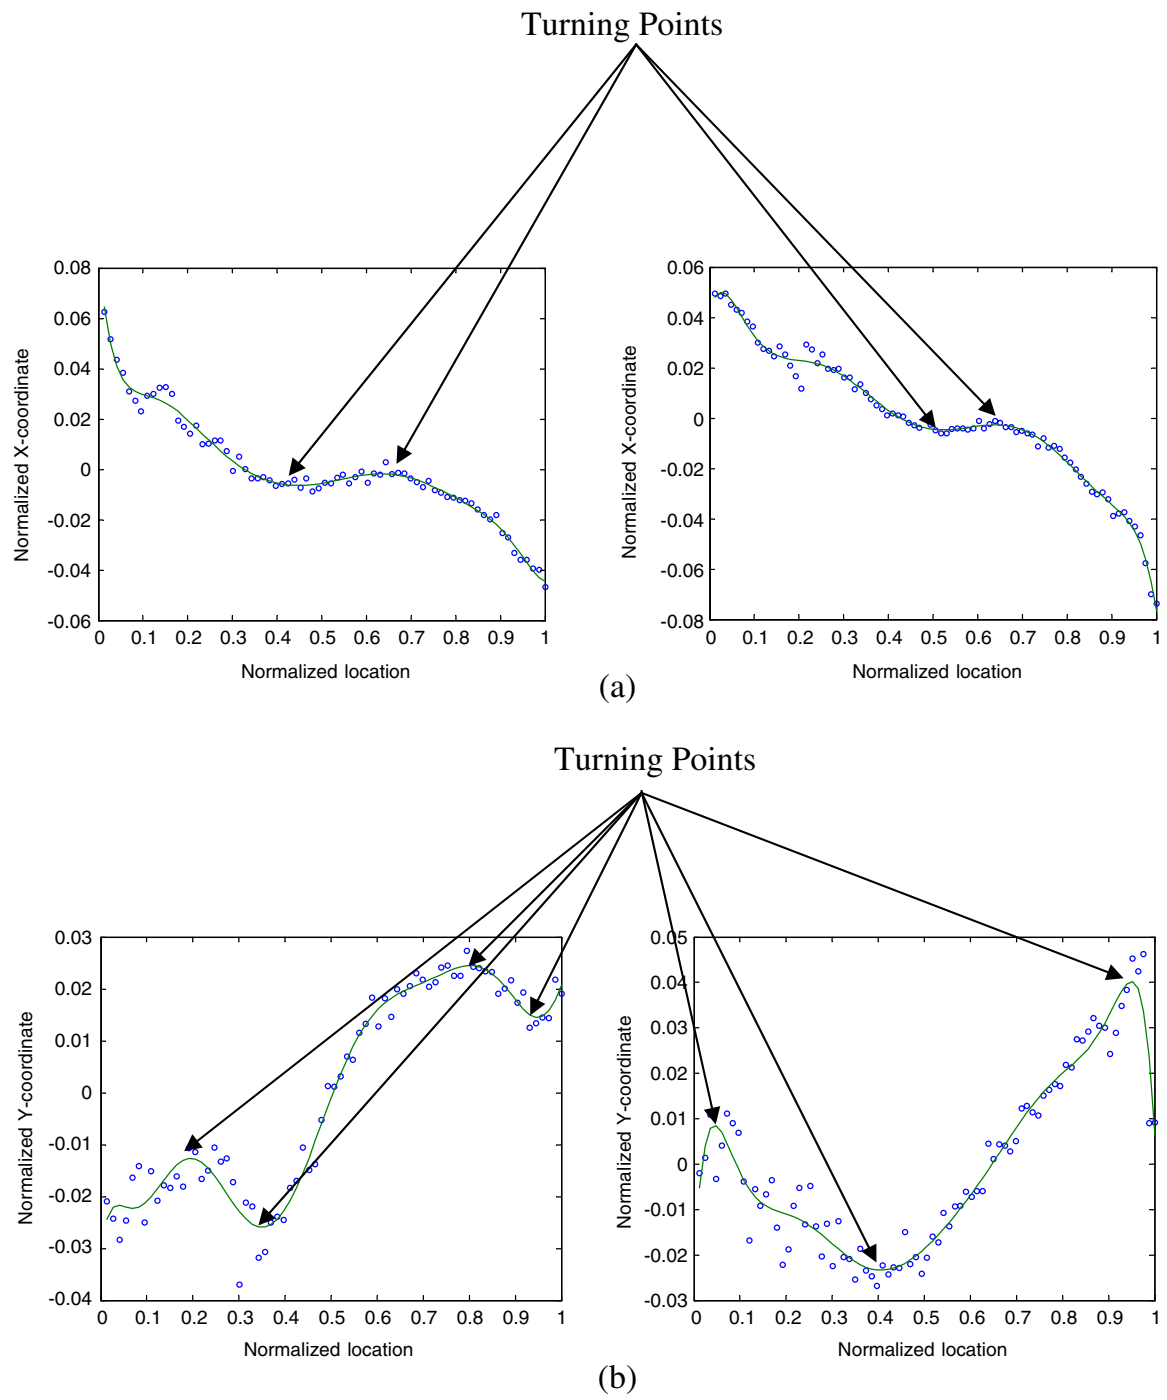 Turning Points
0.08
0.06
0.04
0.02
0
-0.02
-0.04
-0.06
Normalized X-coordinate
0 0.1 0.2 0.3 0.4 0.5 0.6 0.7 0.8 0.9 1
Normalized location
0.06
0.04
0.02
0
-0.02
-0.04
-0.06
-0.08
Normalized X-coordinate
0 0.1 0.2 0.3 0.4 0.5 0.6 0.7 0.8 0.9 1
Normalized location
(a)
Turning Points
0.03
0.02
0.01
0
-0.01
-0.02
-0.03
-0.04
Normalized Y-coordinate
0 0.1 0.2 0.3 0.4 0.5 0.6 0.7 0.8 0.9 1
Normalized location
0.05
0.04
0.03
0.02
0.01
0
-0.01
-0.02
-0.03
Normalized Y-coordinate
0 0.1 0.2 0.3 0.4 0.5 0.6 0.7 0.8 0.9 1
Normalized location
(b)